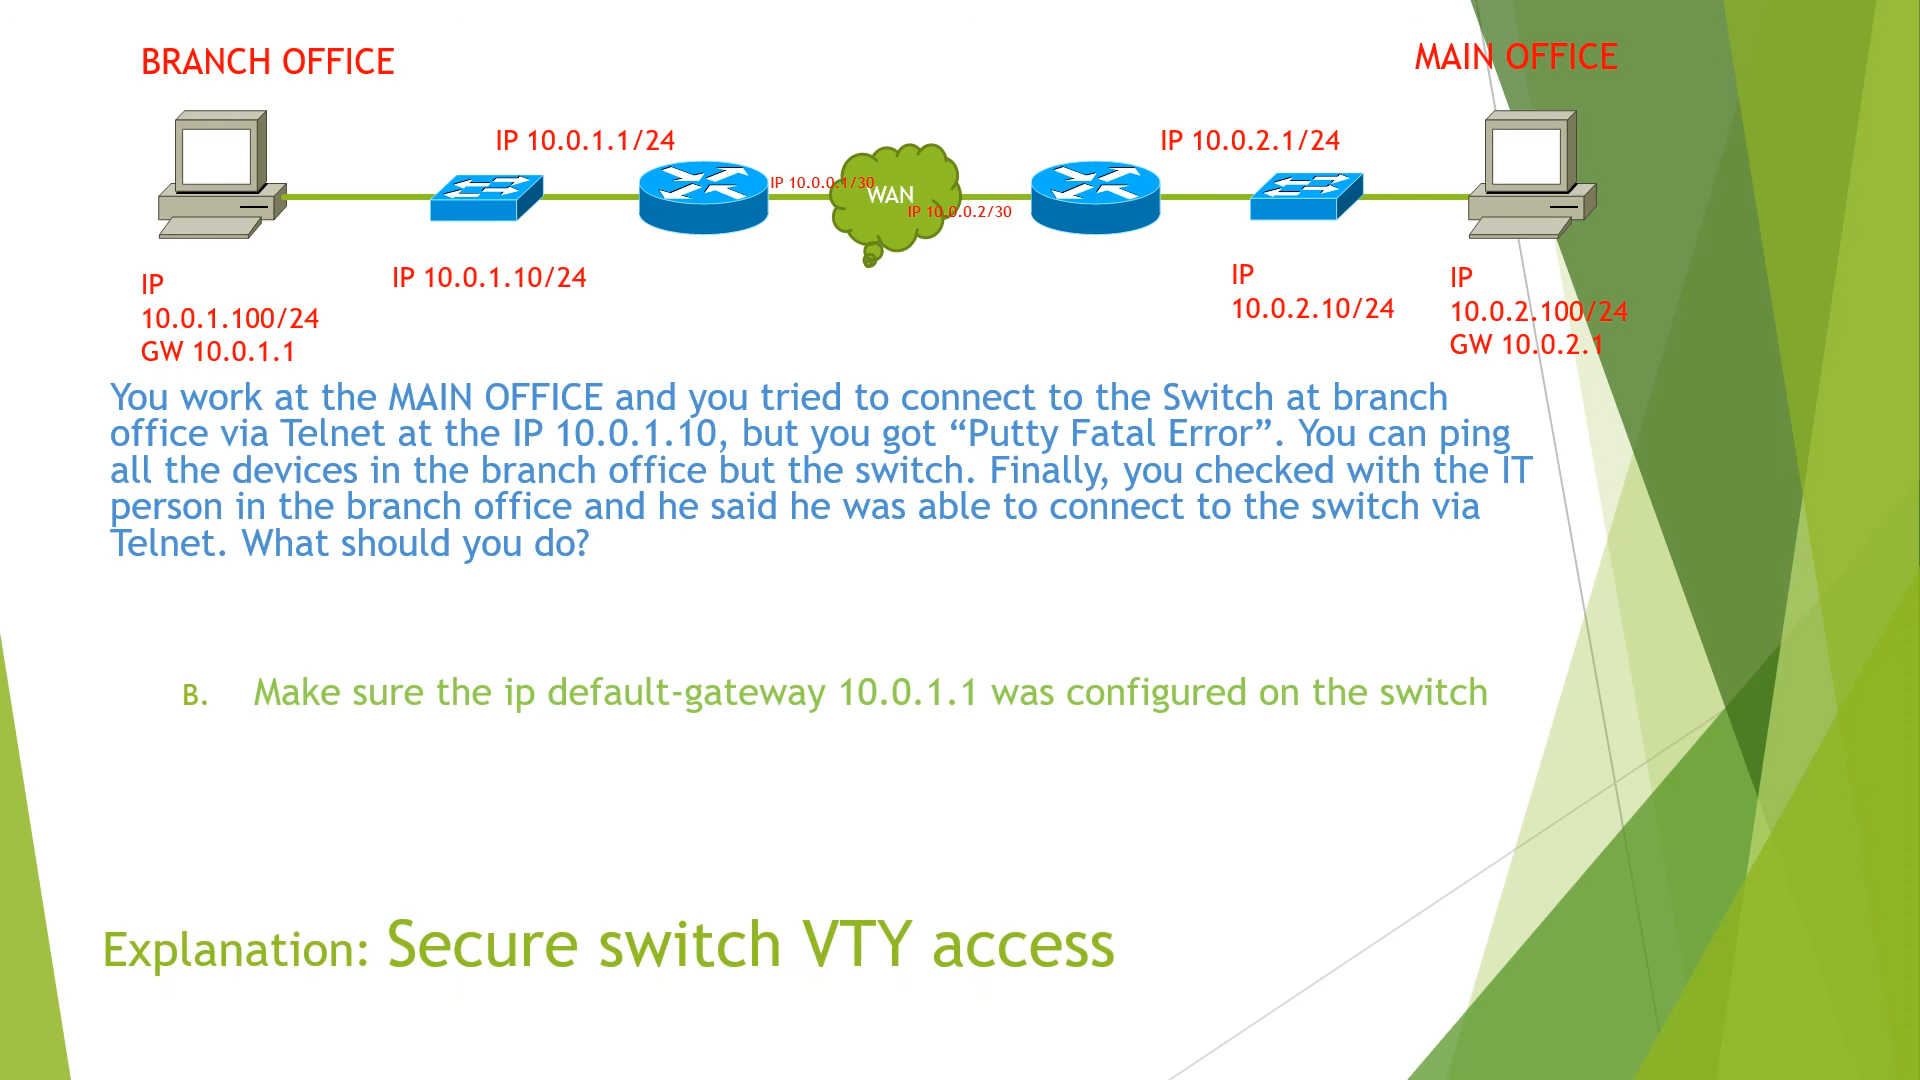 BRANCH OFFICE
MAIN OFFICE
IP 10.0.1.1/24
IP 10.0.2.1/24
IP 10.0.0.1/30
WAN
IP 10.0.0.2/30
IP
10.0.1.100/24
GW 10.0.1.1
IP 10.0.1.10/24
IP
10.0.2.10/24
IP
10.0.2.100/24
GW 10.0.2.1
You work at the MAIN OFFICE and you tried to connect to the Switch at branch
office via Telnet at the IP 10.0.1.10, but you got “Putty Fatal Error”. You can ping
all the devices in the branch office but the switch. Finally, you checked with the IT
person in the branch office and he said he was able to connect to the switch via
Telnet. What should you do?
B. Make sure the ip default-gateway 10.0.1.1 was configured on the switch
Explanation: Secure switch VTY access